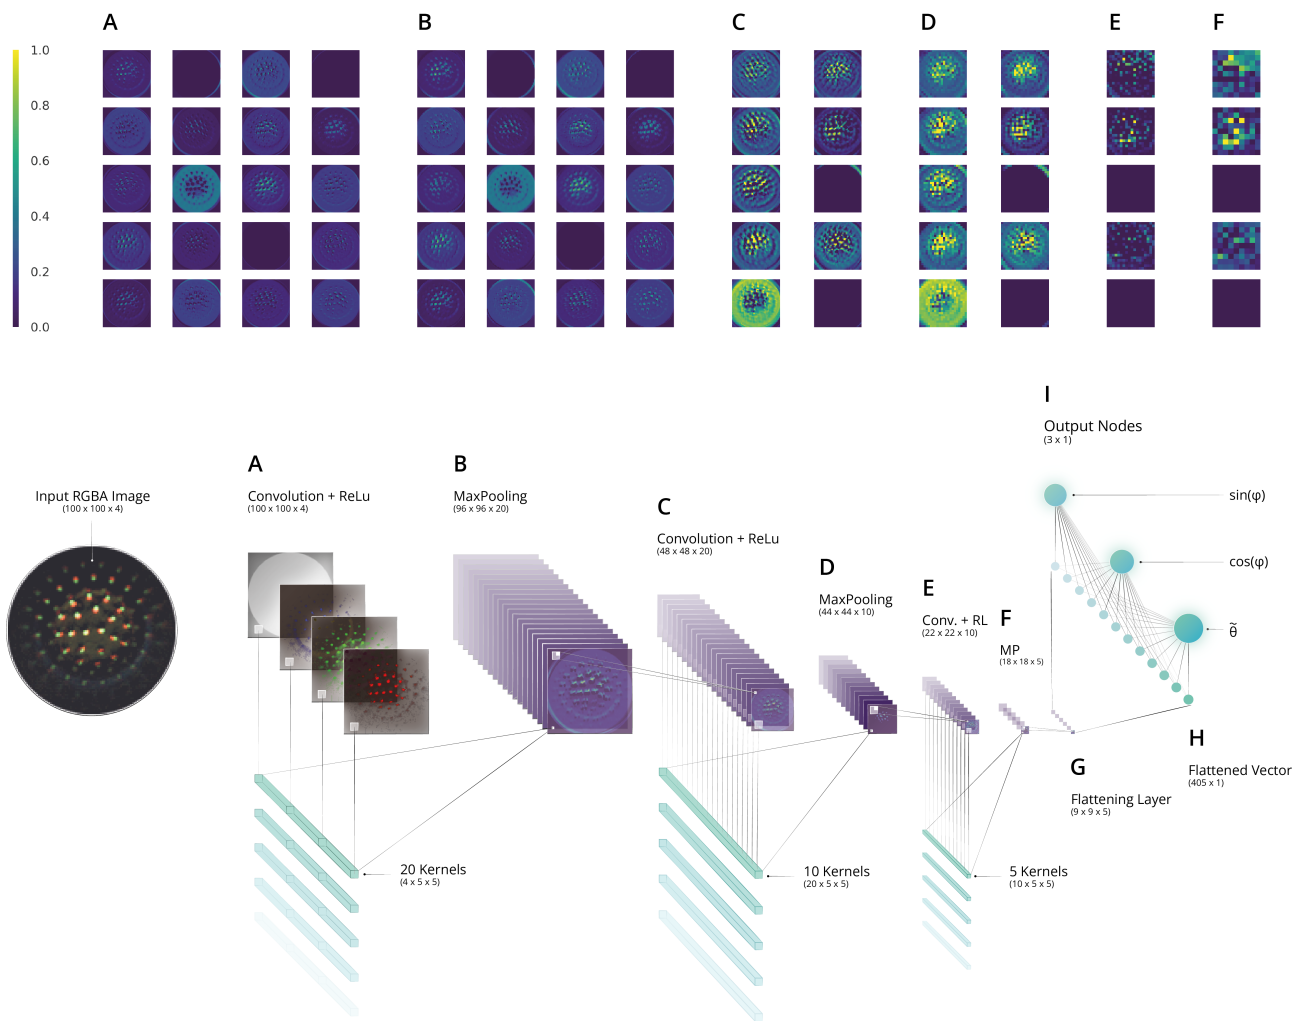 A B C D E F
1.0
0.8
0.6
0.4
0.2
0.0
I
Output Nodes
(3 x 1)
sin(φ)
cos(φ)
θ̃
Input RGBA Image
(100 x 100 x 4)
A
Convolution + ReLu
(100 x 100 x 4)
B
MaxPooling
(96 x 96 x 20)
C
Convolution + ReLu
(48 x 48 x 20)
D
MaxPooling
(44 x 44 x 10)
E
Conv. + RL
(22 x 22 x 10)
F
MP
(18 x 18 x 5)
G
Flattening Layer
(9 x 9 x 5)
H
Flattened Vector
(405 x 1)
20 Kernels
(4 x 5 x 5)
10 Kernels
(20 x 5 x 5)
5 Kernels
(10 x 5 x 5)